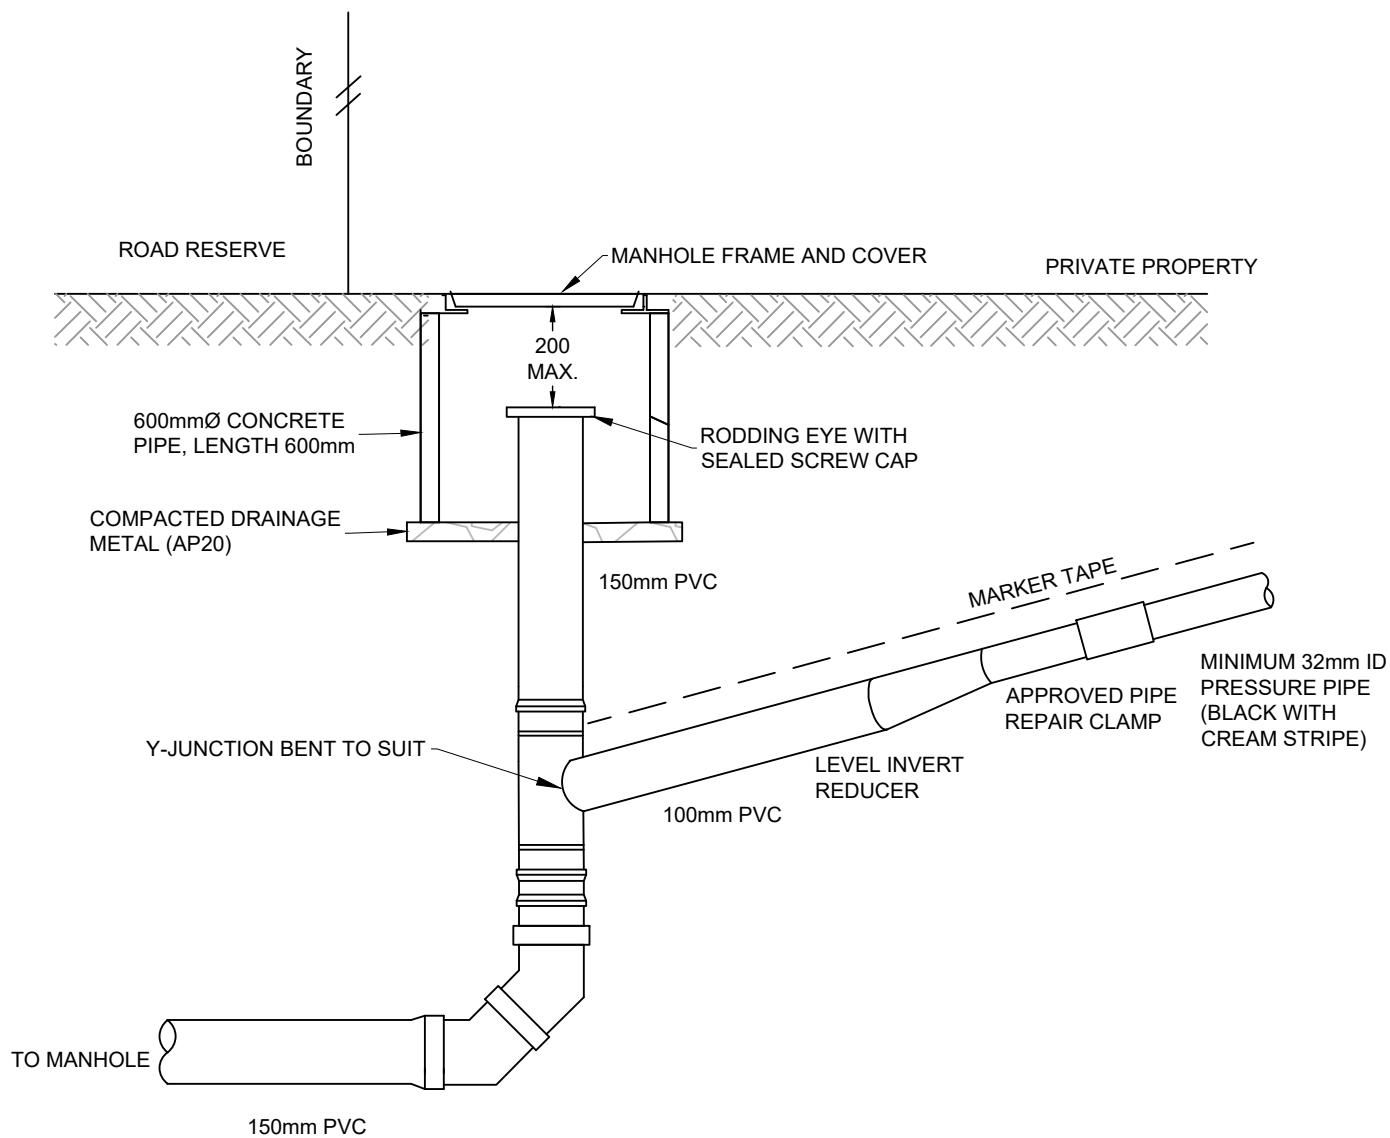 BOUNDARY
ROAD RESERVE
MANHOLE FRAME AND COVER
PRIVATE PROPERTY
200
MAX.
600mmØ CONCRETE
PIPE, LENGTH 600mm
RODDING EYE WITH
SEALED SCREW CAP
COMPACTED DRAINAGE
METAL (AP20)
150mm PVC
MARKER TAPE
MINIMUM 32mm ID
PRESSURE PIPE
(BLACK WITH
CREAM STRIPE)
APPROVED PIPE
REPAIR CLAMP
Y-JUNCTION BENT TO SUIT
LEVEL INVERT
REDUCER
100mm PVC
TO MANHOLE
150mm PVC